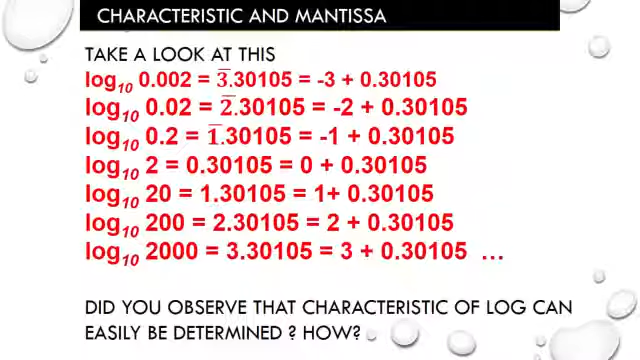 CHARACTERISTIC AND MANTISSA
TAKE A LOOK AT THIS
log₁₀ 0.002 = 3̅.30105 = -3 + 0.30105
log₁₀ 0.02 = 2̅.30105 = -2 + 0.30105
log₁₀ 0.2 = 1̅.30105 = -1 + 0.30105
log₁₀ 2 = 0.30105 = 0 + 0.30105
log₁₀ 20 = 1.30105 = 1+ 0.30105
log₁₀ 200 = 2.30105 = 2 + 0.30105
log₁₀ 2000 = 3.30105 = 3 + 0.30105 ...
DID YOU OBSERVE THAT CHARACTERISTIC OF LOG CAN
EASILY BE DETERMINED ? HOW?